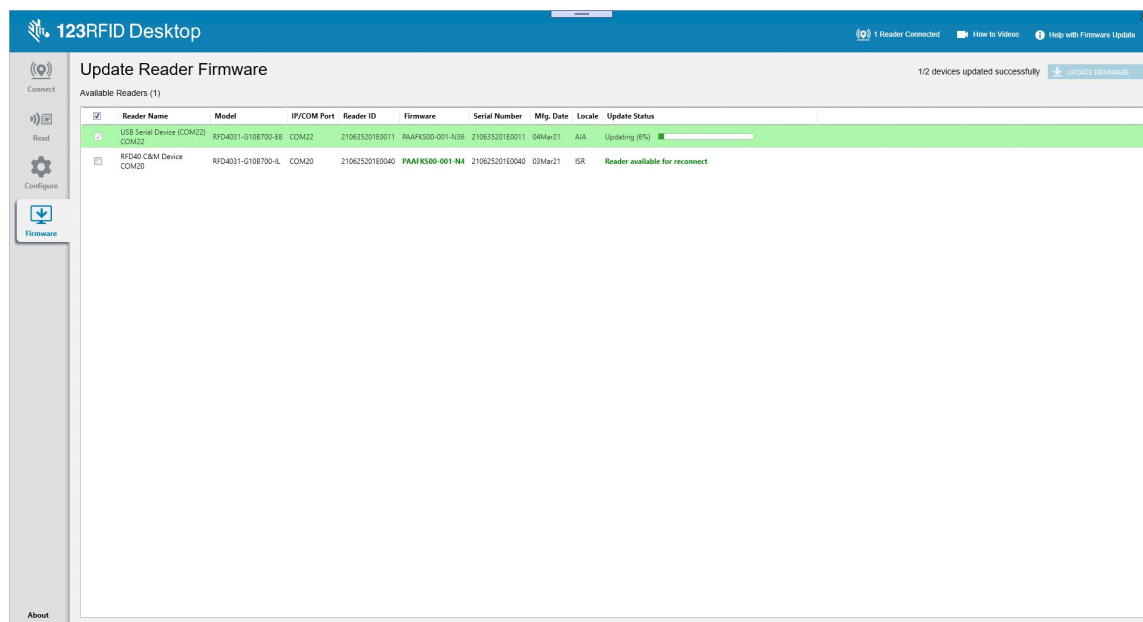 123RFID Desktop
1 Reader Connected How to Videos Help with Firmware Update
Connect
Read
Configure
Firmware
About
Update Reader Firmware
1/2 devices updated successfully UPDATE FIRMWARE
Available Readers (1)
Reader Name Model IP/COM Port Reader ID Firmware Serial Number Mfg. Date Locale Update Status
USB Serial Device (COM22) COM22 RFD4031-G10B700-E8 COM22 210635201E0011 PAAFKS00-001-N36 210635201E0011 04Mar21 AIA Updating (6%)
RFD40 C&M Device COM20 RFD4031-G10B700-IL COM20 210625201E0040 PAAFKS00-001-N4 210625201E0040 03Mar21 ISR Reader available for reconnect